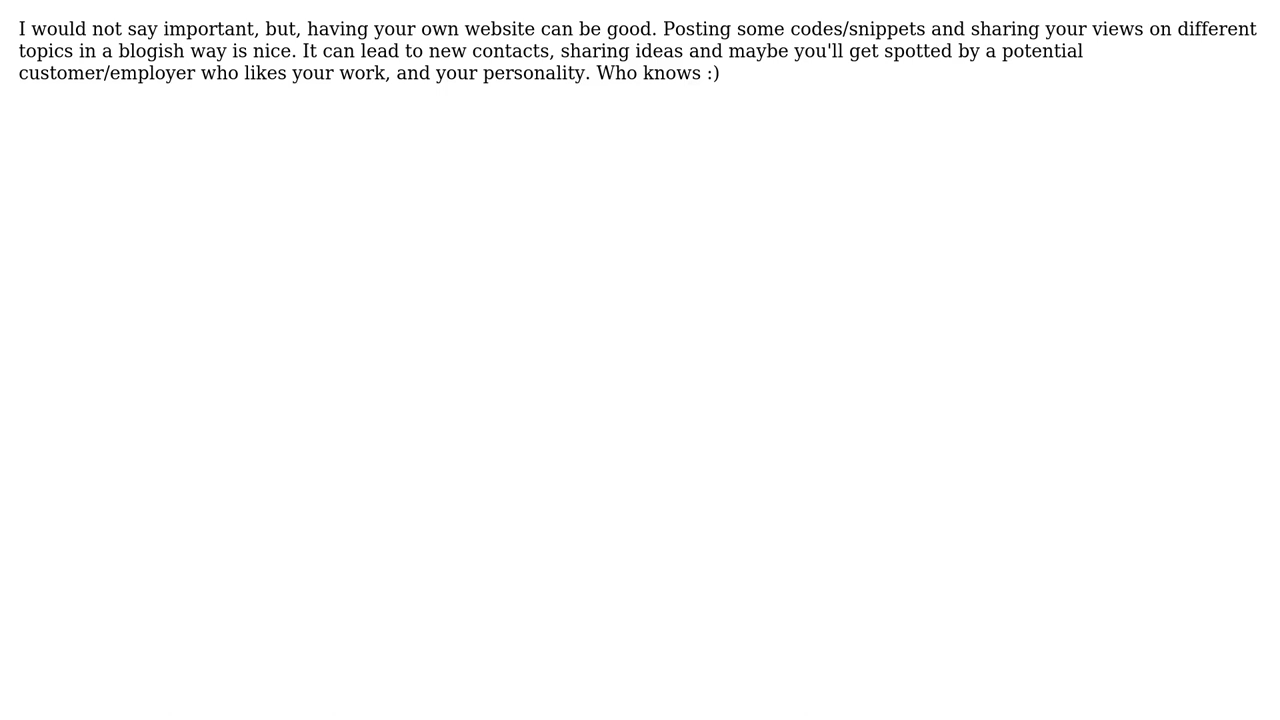 I would not say important, but, having your own website can be good. Posting some codes/snippets and sharing your views on different
topics in a blogish way is nice. It can lead to new contacts, sharing ideas and maybe you'll get spotted by a potential
customer/employer who likes your work, and your personality. Who knows :)